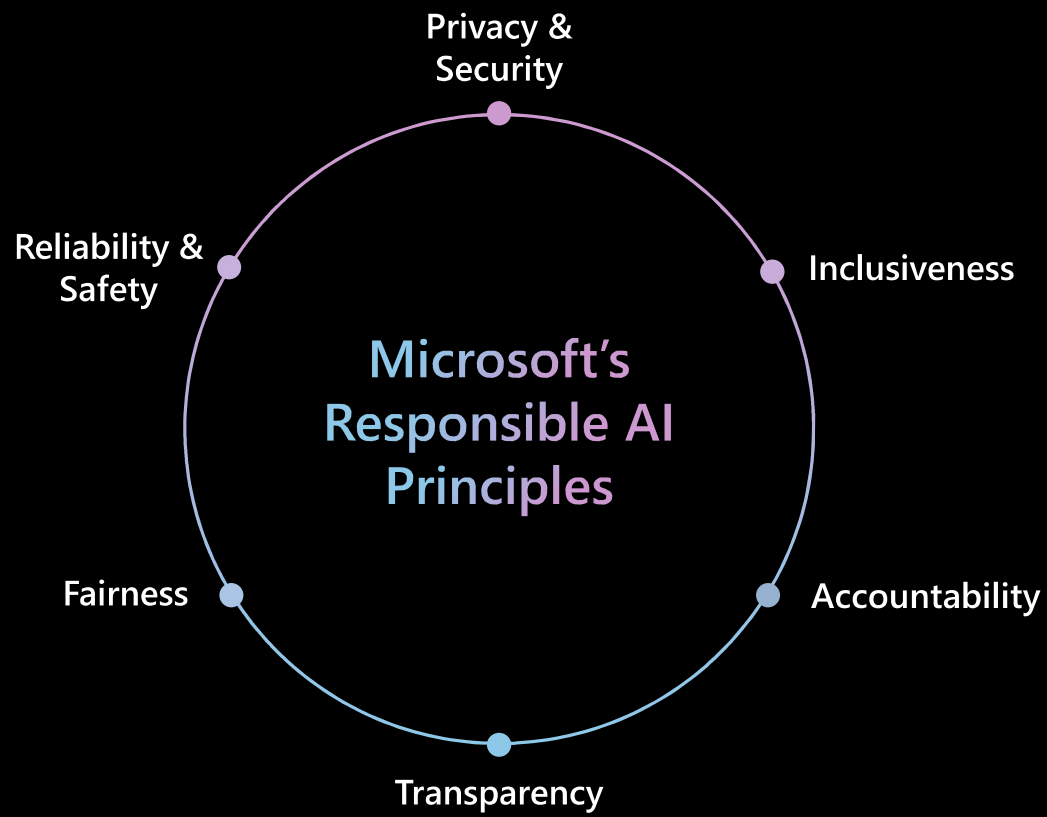 Privacy &
Security
Reliability &
Safety
Inclusiveness
Microsoft’s
Responsible AI
Principles
Fairness
Accountability
Transparency